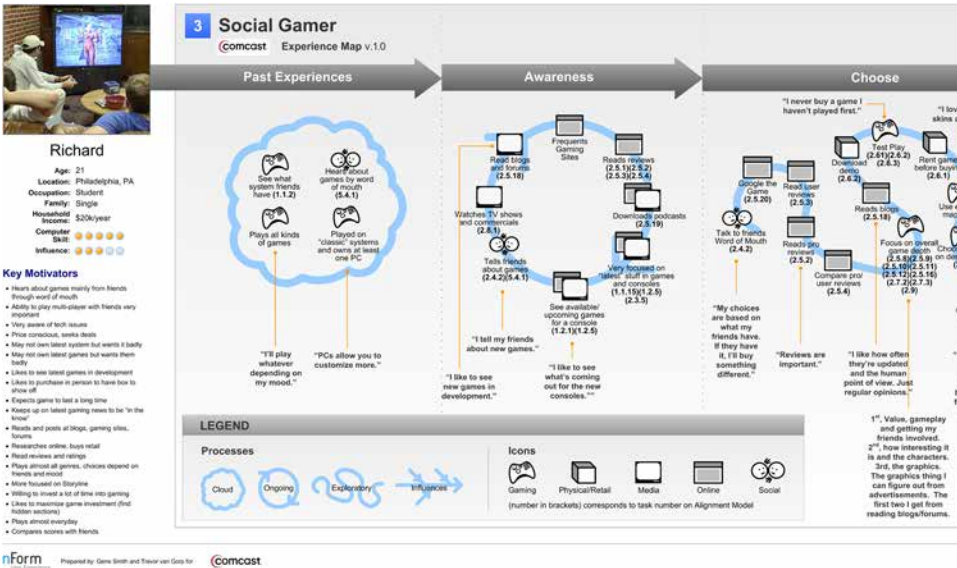 3 Social Gamer
comcast Experience Map v.1.0
Past Experiences
Awareness
Choose
Richard
Age: 21
Location: Philadelphia, PA
Occupation: Student
Family: Single
Household
Income: $20k/year
Computer
Skill:
Influence:
Key Motivators
• Hears about games mainly from friends
through word of mouth
• Ability to play multi-player with friends very
important
• Very aware of tech issues
• Price conscious, seeks deals
• May not own latest system but wants it badly
• May not own latest games but wants them
badly
• Likes to see latest games in development
• Likes to purchase in person to have box to
show off
• Expects game to last a long time
• Keeps up on latest gaming news to be "in the
know"
• Reads and posts at blogs, gaming sites,
forums
• Researches online, buys retail
• Read reviews and ratings
• Plays almost all genres, choices depend on
friends and mood
• More focused on Storyline
• Willing to invest a lot of time into gaming
• Likes to maximize game investment (find
hidden sections)
• Plays almost everyday
• Compares scores with friends
See what
system friends
have (1.1.2)
Hears about
games by word
of mouth
(5.4.1)
Plays all kinds
of games
Played on
"classic" systems
and owns at least
one PC
"I'll play
whatever
depending on
my mood."
"PCs allow you to
customize more."
Read blogs
and forums
(2.5.18)
Frequents
Gaming
Sites
Reads reviews
(2.5.1)(2.5.2)
(2.5.3)(2.5.4)
Watches TV shows
and commercials
(2.8.1)
Downloads podcasts
(2.5.19)
Tells friends
about games
(2.4.2)(5.4.1)
Very focused on
"latest" stuff in games
and consoles
(1.1.15)(1.2.5)
(2.3.5)
See available/
upcoming games
for a console
(1.2.1)(1.2.5)
"I tell my friends
about new games."
"I like to see
new games in
development."
"I like to see
what's coming
out for the new
consoles.""
"I never buy a game I
haven't played first."
Test Play
(2.61)(2.6.2)
(2.6.3)
Download
demo
(2.6.2)
Rent game
before buyin
(2.6.1)
Google the
Game
(2.5.20)
Read user
reviews
(2.5.3)
Reads blogs
(2.5.18)
Talk to friends
Word of Mouth
(2.4.2)
Reads pro
reviews
(2.5.2)
Focus on overall
game depth
(2.5.8)(2.5.9)
(2.5.10)(2.5.11)
(2.5.12)(2.5.16)
(2.7.2)(2.7.3)
(2.9)
Compare pro/
user reviews
(2.5.4)
"My choices
are based on
what my
friends have.
If they have
it, I'll buy
something
different."
"Reviews are
important."
"I like how often
they're updated
and the human
point of view. Just
regular opinions."
1st, Value, gameplay
and getting my
friends involved.
2nd, how interesting it
is and the characters.
3rd, the graphics.
The graphics thing I
can figure out from
advertisements. The
first two I get from
reading blogs/forums.
LEGEND
Processes
Cloud
Ongoing
Exploratory
Influences
Icons
Gaming
Physical/Retail
Media
Online
Social
(number in brackets) corresponds to task number on Alignment Model
nForm
Prepared by: Gene Smith and Trevor van Gorp for
comcast